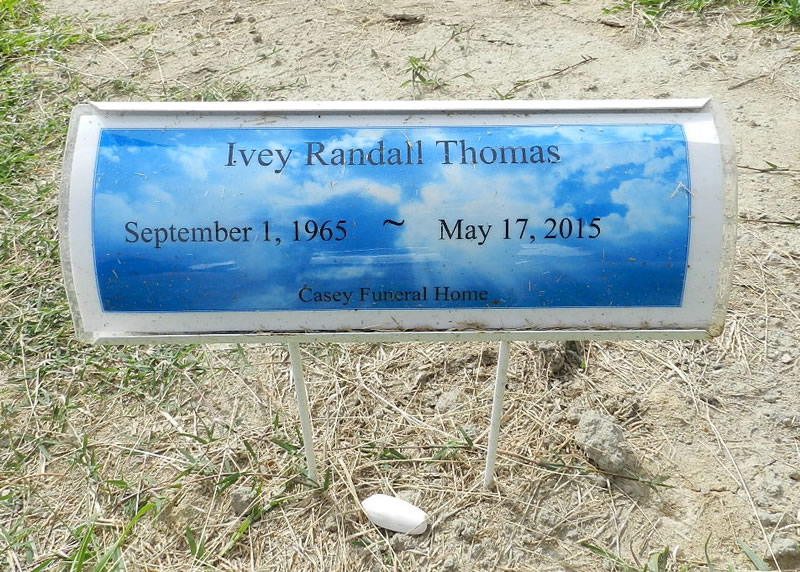 Ivey Randall Thomas
September 1, 1965 ~ May 17, 2015
Casey Funeral Home